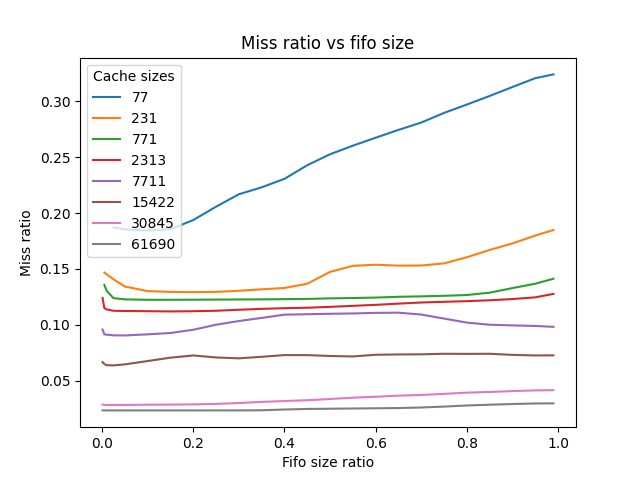 Miss ratio vs fifo size
Cache sizes
77
231
771
2313
7711
15422
30845
61690
0.30
0.25
0.20
0.15
0.10
0.05
Miss ratio
0.0 0.2 0.4 0.6 0.8 1.0
Fifo size ratio